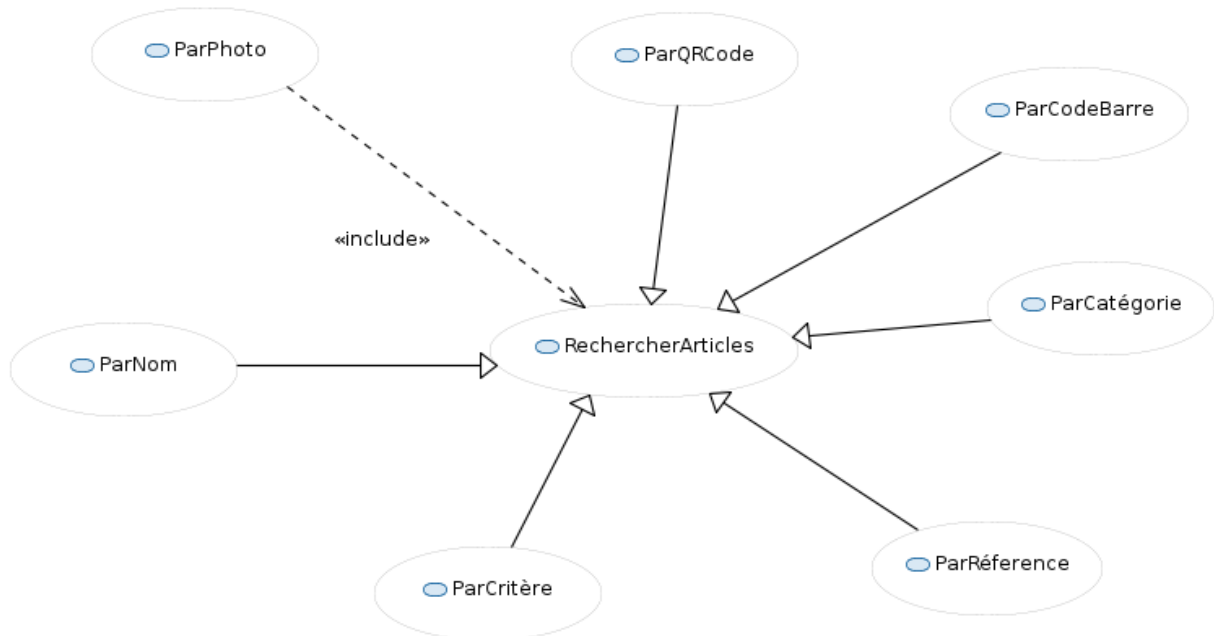 ParPhoto
ParQRCode
ParCodeBarre
«include»
ParCatégorie
RechercherArticles
ParNom
ParRéference
ParCritère